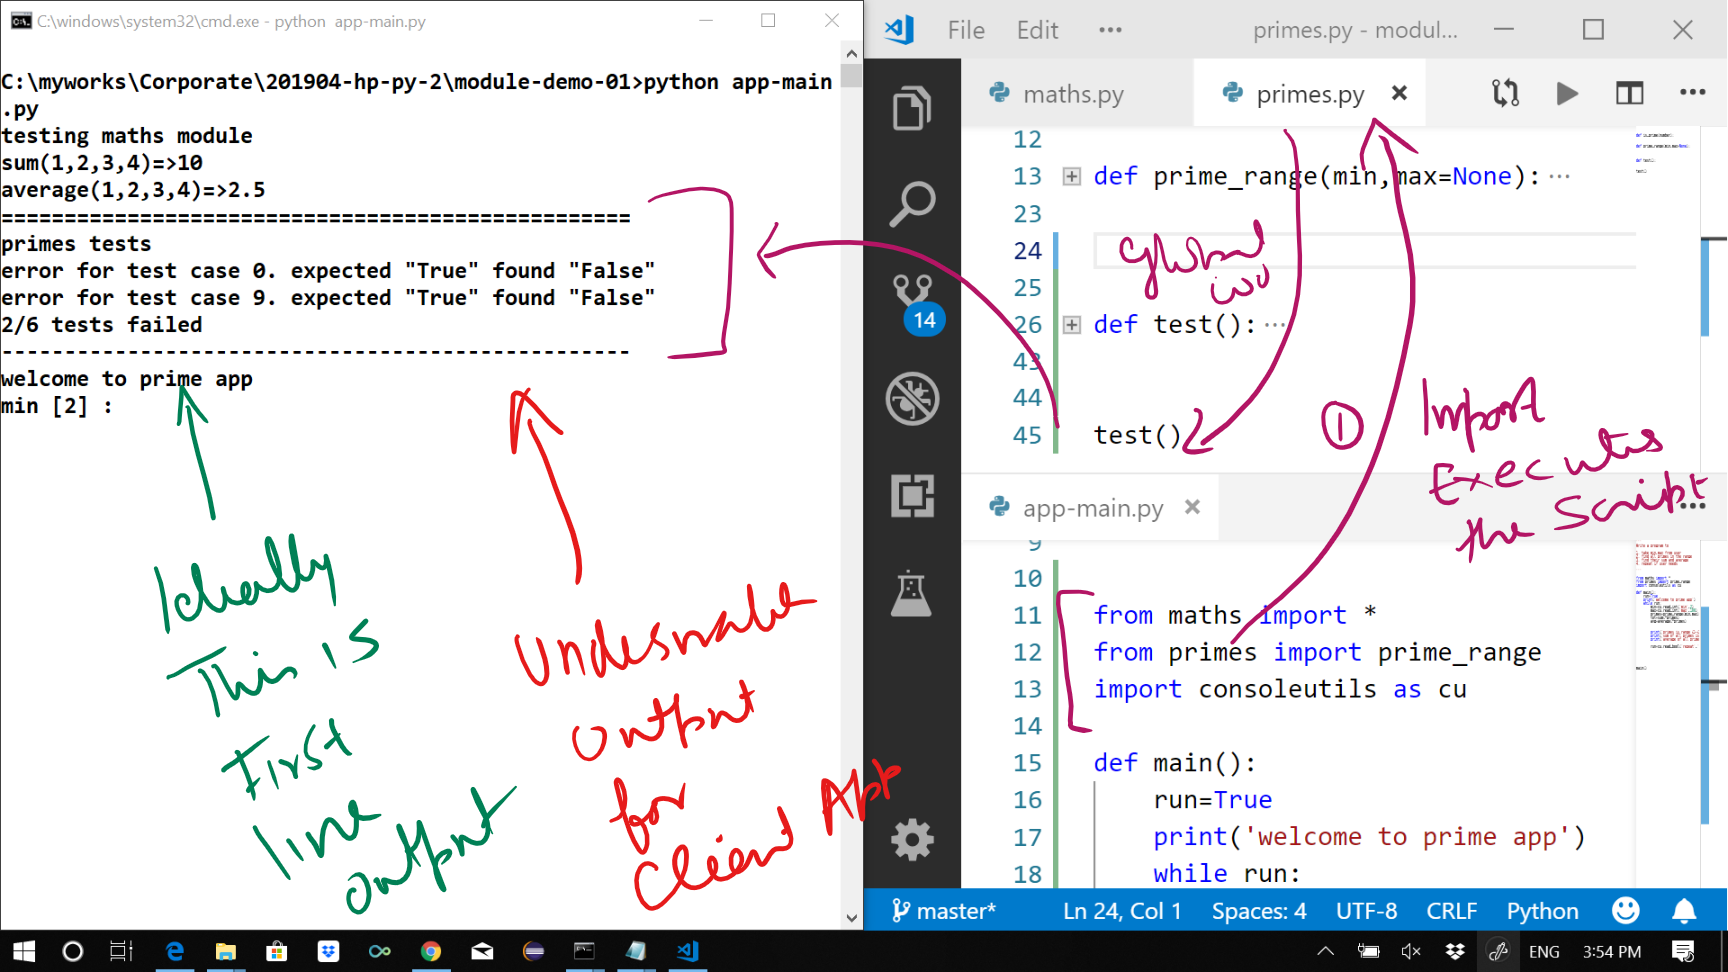 C:\windows\system32\cmd.exe - python  app-main.py
C:\myworks\Corporate\201904-hp-py-2\module-demo-01>python app-main
.py
testing maths module
sum(1,2,3,4)=>10
average(1,2,3,4)=>2.5
==================================================
primes tests
error for test case 0. expected "True" found "False"
error for test case 9. expected "True" found "False"
2/6 tests failed
--------------------------------------------------
welcome to prime app
min [2] :
Ideally
This is
First
line
output
Undesirable
output
for
Client App
File Edit ••• primes.py - modul...
maths.py primes.py
12
13 def prime_range(min,max=None):···
23
24
Global
25
26 def test():···
43
44
45 test()
14
1
Import
Executes
the Script
app-main.py
9
10
11 from maths import *
12 from primes import prime_range
13 import consoleutils as cu
14
15 def main():
16 run=True
17 print('welcome to prime app')
18 while run:
master* Ln 24, Col 1 Spaces: 4 UTF-8 CRLF Python
ENG 3:54 PM